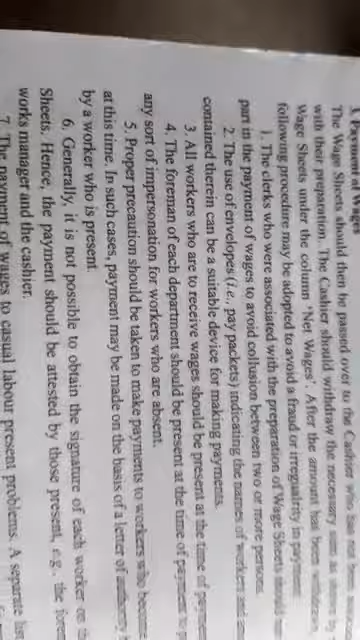 Payment of Wages
The Wage Sheets should then be passed over to the Cashier who has not been
with their preparation. The Cashier should withdraw the necessary sum as shown by
Wage Sheets under the column 'Net Wages'. After the amount has been withdrawn
following procedure may be adopted to avoid a fraud or irregularity in payment
1. The clerks who were associated with the preparation of Wage Sheets should
part in the payment of wages to avoid collusion between two or more persons.
2. The use of envelopes (i.e., pay packets) indicating the names of workers and
contained therein can be a suitable device for making payments.
3. All workers who are to receive wages should be present at the time of
4. The foreman of each department should be present at the time of payment to
any sort of impersonation for workers who are absent.
5. Proper precaution should be taken to make payments to workers who become
at this time. In such cases, payment may be made on the basis of a letter of authority
by a worker who is present.
6. Generally, it is not possible to obtain the signature of each worker on
Sheets. Hence, the payment should be attested by those present, e.g., the
works manager and the cashier.
7. The payment of wages to casual labour present problems. A separate list